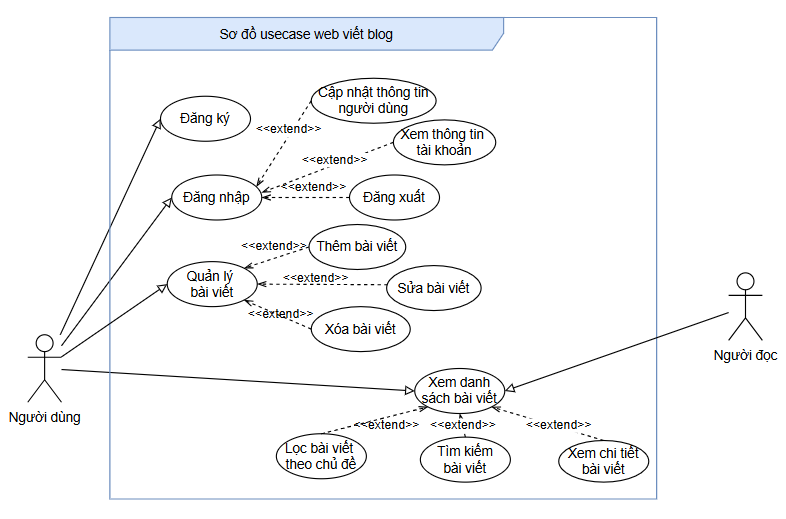 Sơ đồ usecase web viết blog
Cập nhật thông tin
người dùng
Đăng ký
<<extend>>
Xem thông tin
tài khoản
<<extend>>
Đăng nhập
<<extend>>
Đăng xuất
<<extend>>
Thêm bài viết
Quản lý
bài viết
<<extend>>
Sửa bài viết
<<extend>>
Xóa bài viết
Người đọc
Người dùng
Xem danh
sách bài viết
<<extend>>
<<extend>>
<<extend>>
Lọc bài viết
theo chủ đề
Tìm kiếm
bài viết
Xem chi tiết
bài viết